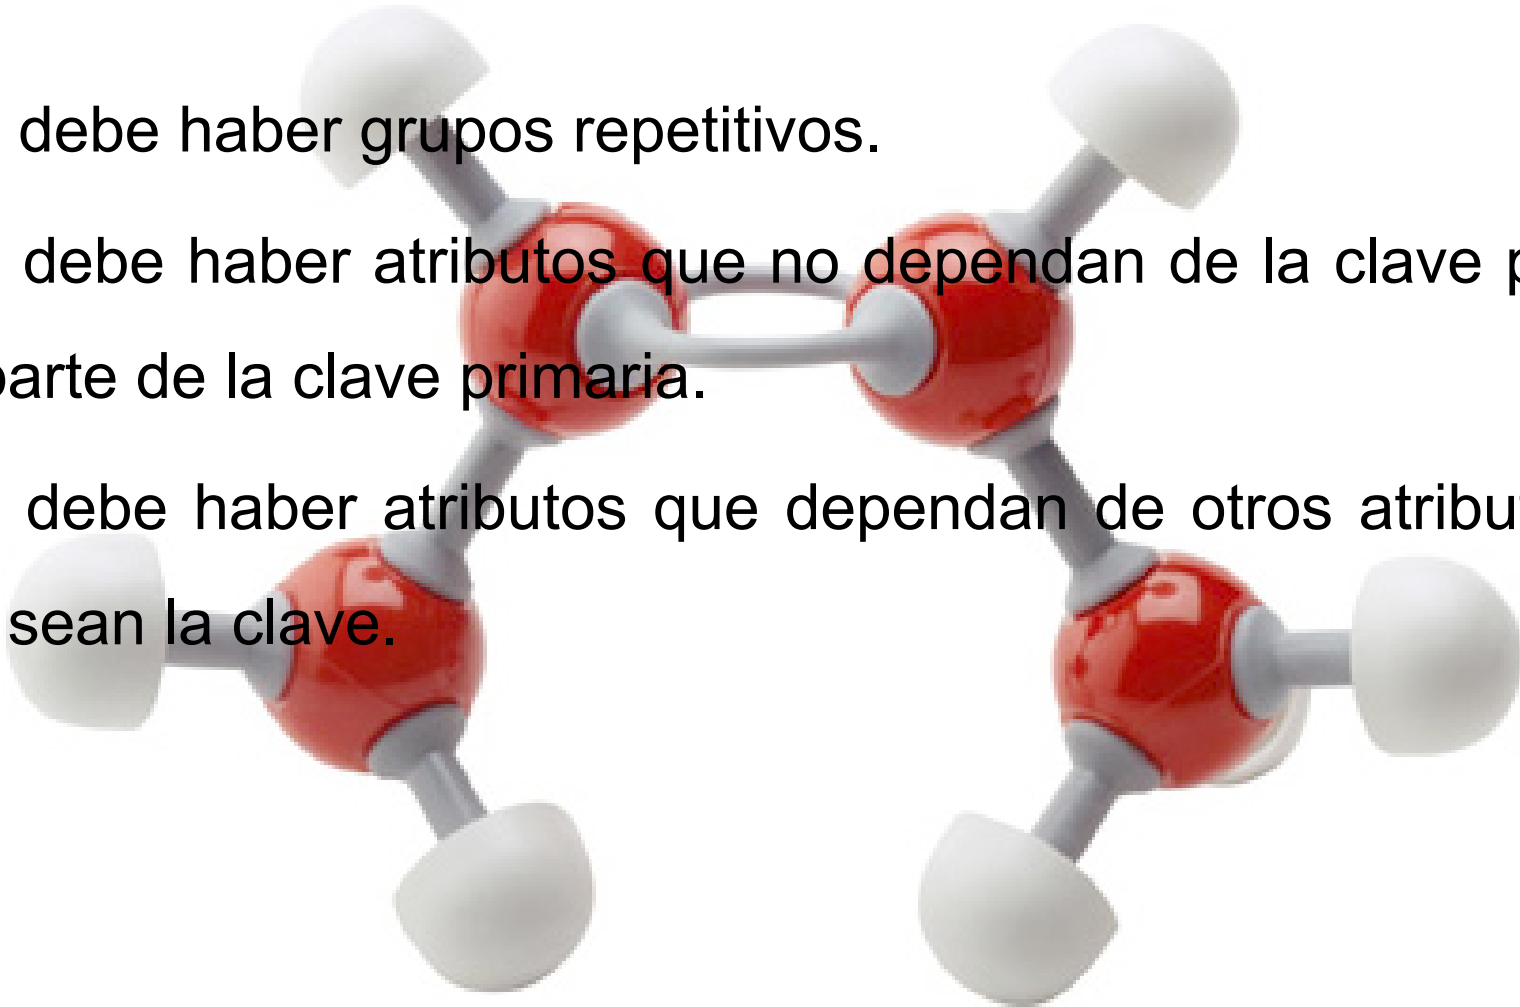 debe haber grupos repetitivos.
debe haber atributos que no dependan de la clave
parte de la clave primaria.
debe haber atributos que dependan de otros
sean la clave.